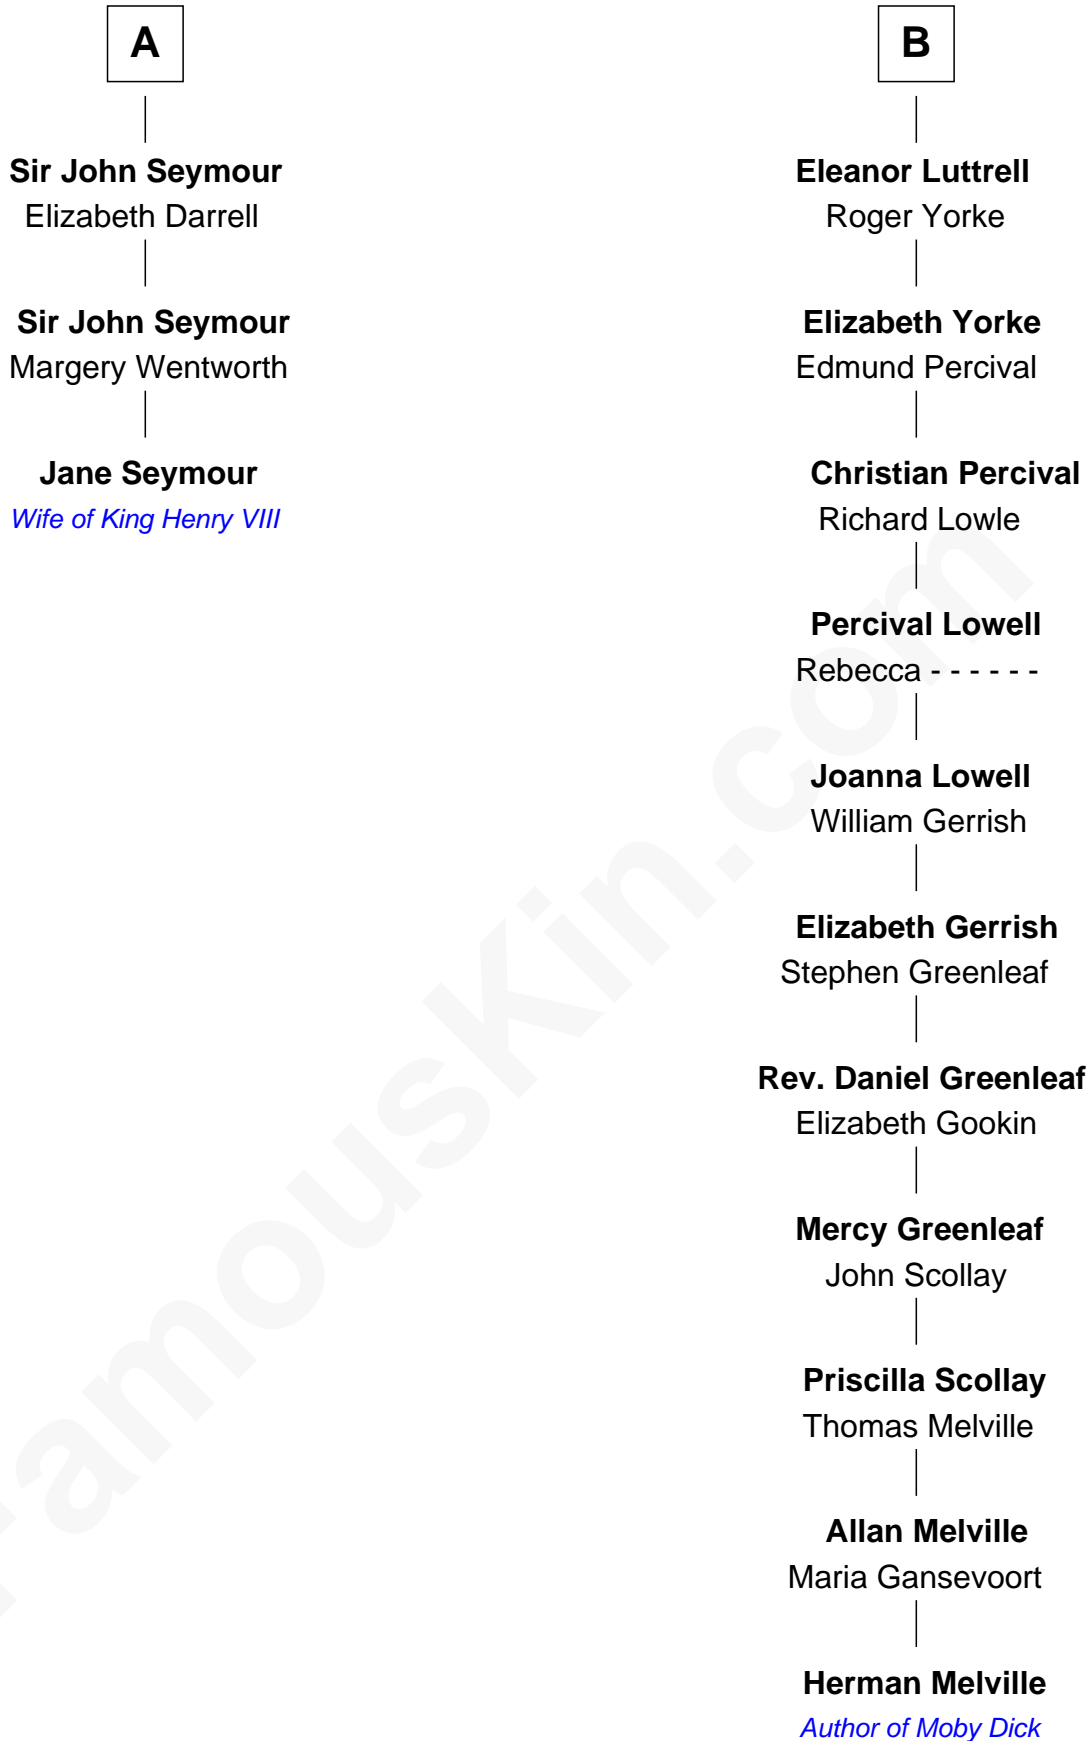 A
Sir John Seymour
Elizabeth Darrell
Sir John Seymour
Margery Wentworth
Jane Seymour
Wife of King Henry VIII
B
Eleanor Luttrell
Roger Yorke
Elizabeth Yorke
Edmund Percival
Christian Percival
Richard Lowle
Percival Lowell
Rebecca - - - - - -
Joanna Lowell
William Gerrish
Elizabeth Gerrish
Stephen Greenleaf
Rev. Daniel Greenleaf
Elizabeth Gookin
Mercy Greenleaf
John Scollay
Priscilla Scollay
Thomas Melville
Allan Melville
Maria Gansevoort
Herman Melville
Author of Moby Dick
FamousKin.com